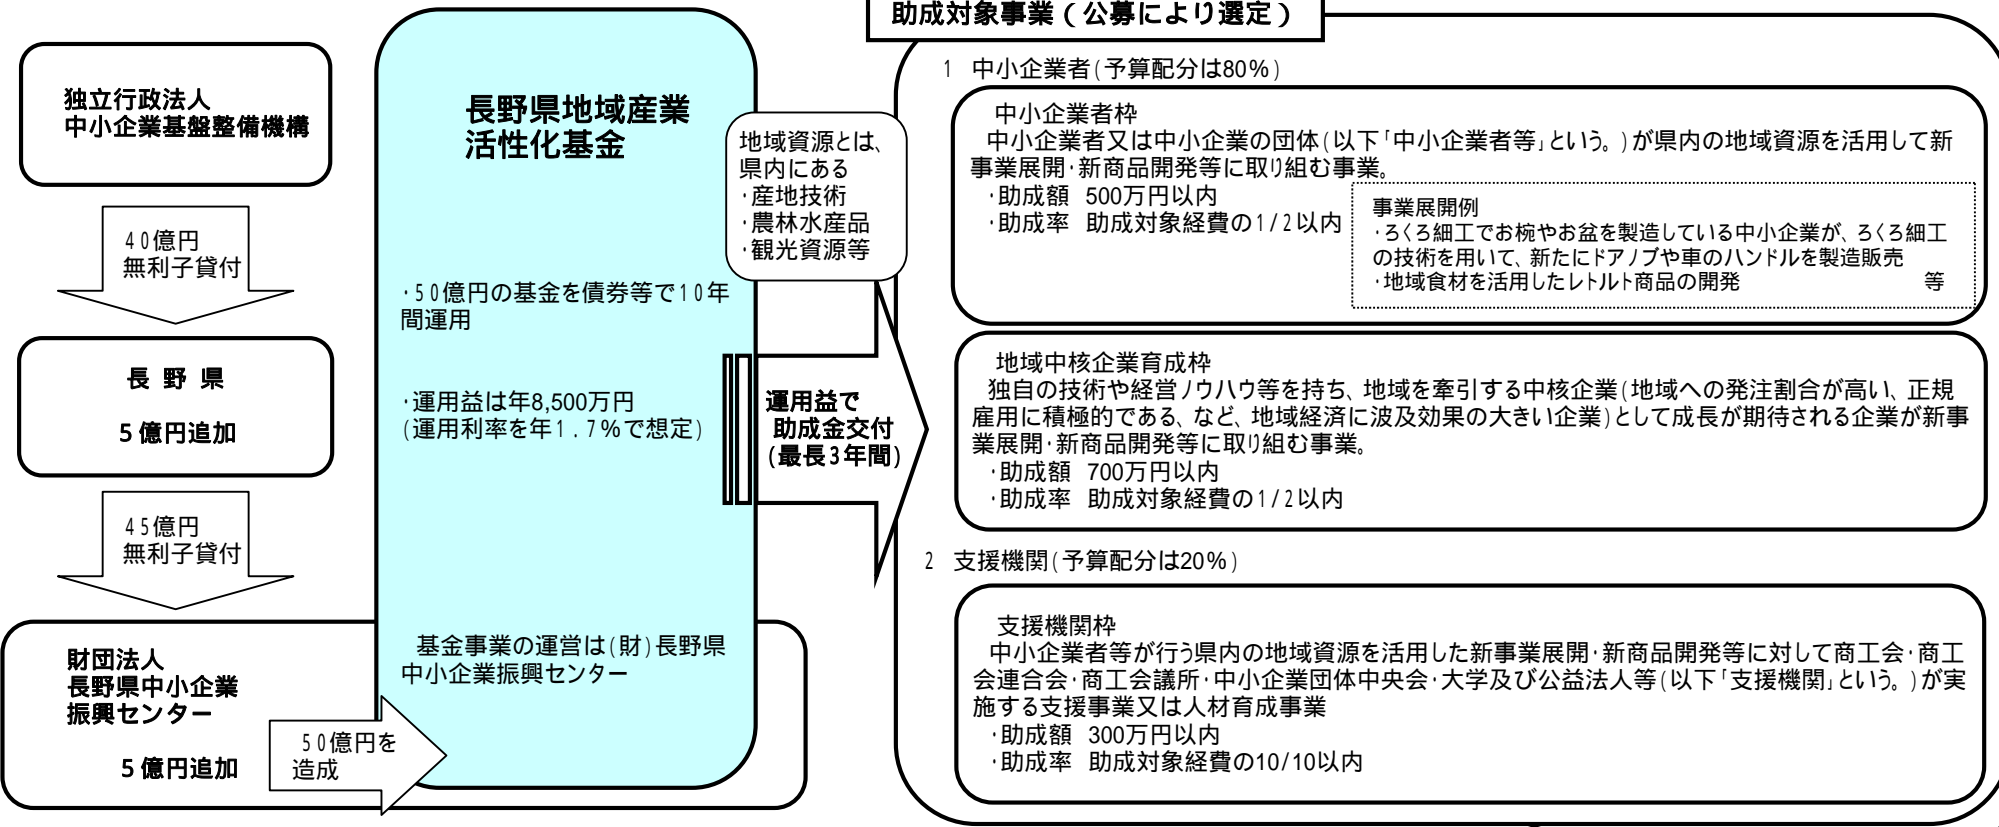 独立行政法人
中小企業基盤整備機構
40億円
無利子貸付
長 野 県
5億円追加
45億円
無利子貸付
財団法人
長野県中小企業
振興センター
5億円追加
50億円を
造成
長野県地域産業
活性化基金
・50億円の基金を債券等で10年
間運用
・運用益は年8,500万円
(運用利率を年1.7%で想定)
基金事業の運営は(財)長野県
中小企業振興センター
地域資源とは、
県内にある
・産地技術
・農林水産品
・観光資源等
運用益で
助成金交付
(最長3年間)
助成対象事業(公募により選定)
1 中小企業者(予算配分は80%)
中小企業者枠
中小企業者又は中小企業の団体(以下「中小企業者等」という。)が県内の地域資源を活用して新
事業展開・新商品開発等に取り組む事業。
・助成額 500万円以内
・助成率 助成対象経費の1/2以内
事業展開例
・ろくろ細工でお椀やお盆を製造している中小企業が、ろくろ細工
の技術を用いて、新たにドアノブや車のハンドルを製造販売
・地域食材を活用したレトルト商品の開発 等
地域中核企業育成枠
独自の技術や経営ノウハウ等を持ち、地域を牽引する中核企業(地域への発注割合が高い、正規
雇用に積極的である、など、地域経済に波及効果の大きい企業)として成長が期待される企業が新事
業展開・新商品開発等に取り組む事業。
・助成額 700万円以内
・助成率 助成対象経費の1/2以内
2 支援機関(予算配分は20%)
支援機関枠
中小企業者等が行う県内の地域資源を活用した新事業展開・新商品開発等に対して商工会・商工
会連合会・商工会議所・中小企業団体中央会・大学及び公益法人等(以下「支援機関」という。)が実
施する支援事業又は人材育成事業
・助成額 300万円以内
・助成率 助成対象経費の10/10以内